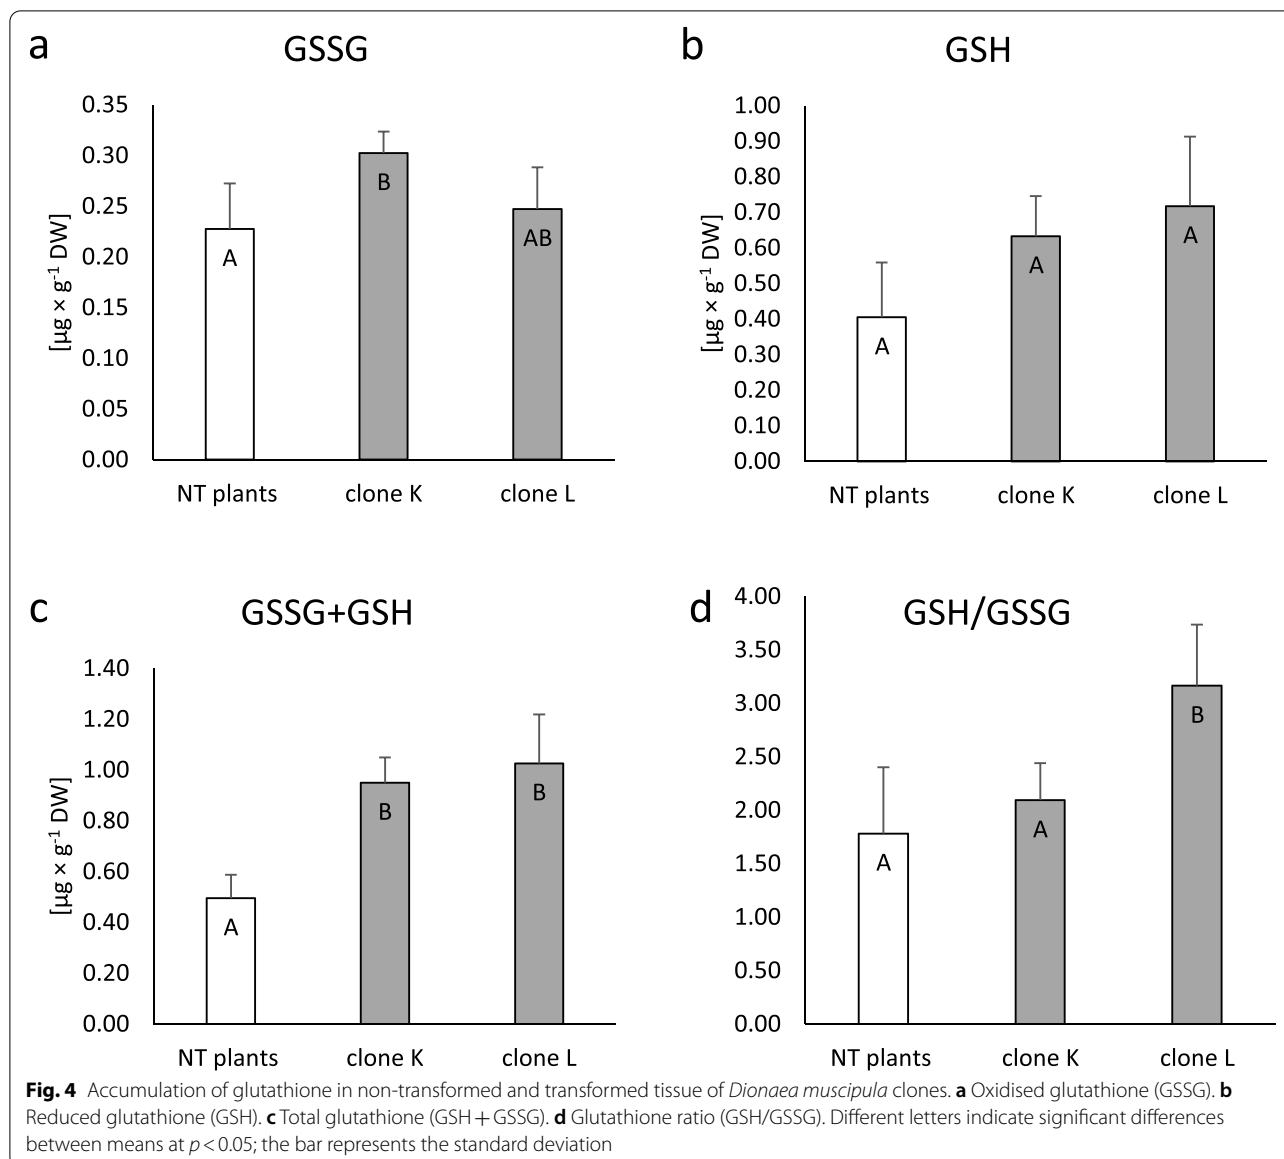 a
GSSG
0.35
0.30
0.25
0.20
0.15
0.10
0.05
0.00
[µg × g-1 DW]
A
B
AB
NT plants clone K clone L
b
GSH
1.00
0.90
0.80
0.70
0.60
0.50
0.40
0.30
0.20
0.10
0.00
[µg × g-1 DW]
A
A
A
NT plants clone K clone L
c
GSSG+GSH
1.40
1.20
1.00
0.80
0.60
0.40
0.20
0.00
[µg × g-1 DW]
A
B
B
NT plants clone K clone L
d
GSH/GSSG
4.00
3.50
3.00
2.50
2.00
1.50
1.00
0.50
0.00
A
A
B
NT plants clone K clone L
Fig. 4 Accumulation of glutathione in non-transformed and transformed tissue of Dionaea muscipula clones. a Oxidised glutathione (GSSG). b
Reduced glutathione (GSH). c Total glutathione (GSH + GSSG). d Glutathione ratio (GSH/GSSG). Different letters indicate significant differences
between means at p < 0.05; the bar represents the standard deviation